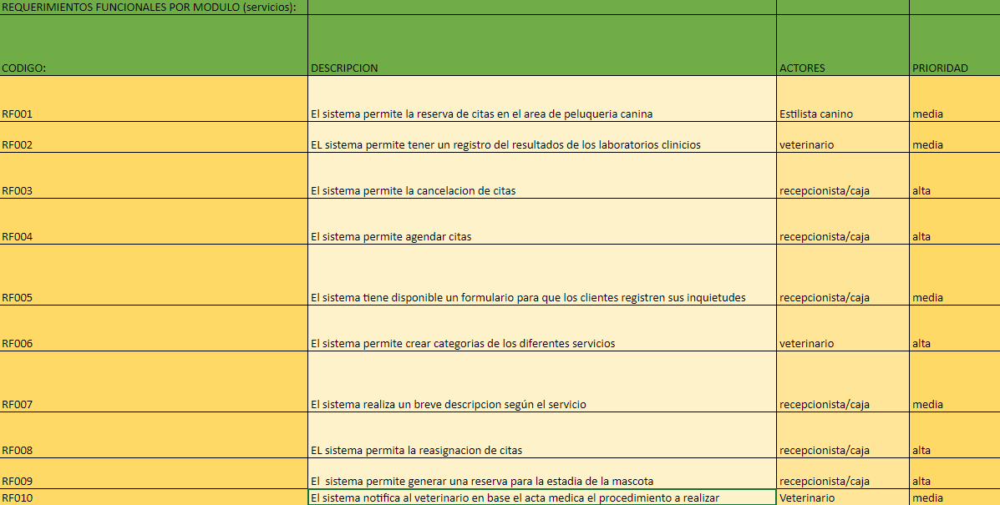 REQUERIMIENTOS FUNCIONALES POR MODULO (servicios):
CODIGO: DESCRIPCION ACTORES PRIORIDAD
RF001 El sistema permite la reserva de citas en el area de peluqueria canina Estilista canino media
RF002 EL sistema permite tener un registro del resultados de los laboratorios clinicios veterinario media
RF003 El sistema permite la cancelacion de citas recepcionista/caja alta
RF004 El sistema permite agendar citas recepcionista/caja alta
RF005 El sistema tiene disponible un formulario para que los clientes registren sus inquietudes recepcionista/caja media
RF006 El sistema permite crear categorias de los diferentes servicios veterinario alta
RF007 El sistema realiza un breve descripcion según el servicio recepcionista/caja media
RF008 EL sistema permita la reasignacion de citas recepcionista/caja alta
RF009 El  sistema permite generar una reserva para la estadia de la mascota recepcionista/caja alta
RF010 El sistema notifica al veterinario en base el acta medica el procedimiento a realizar Veterinario media